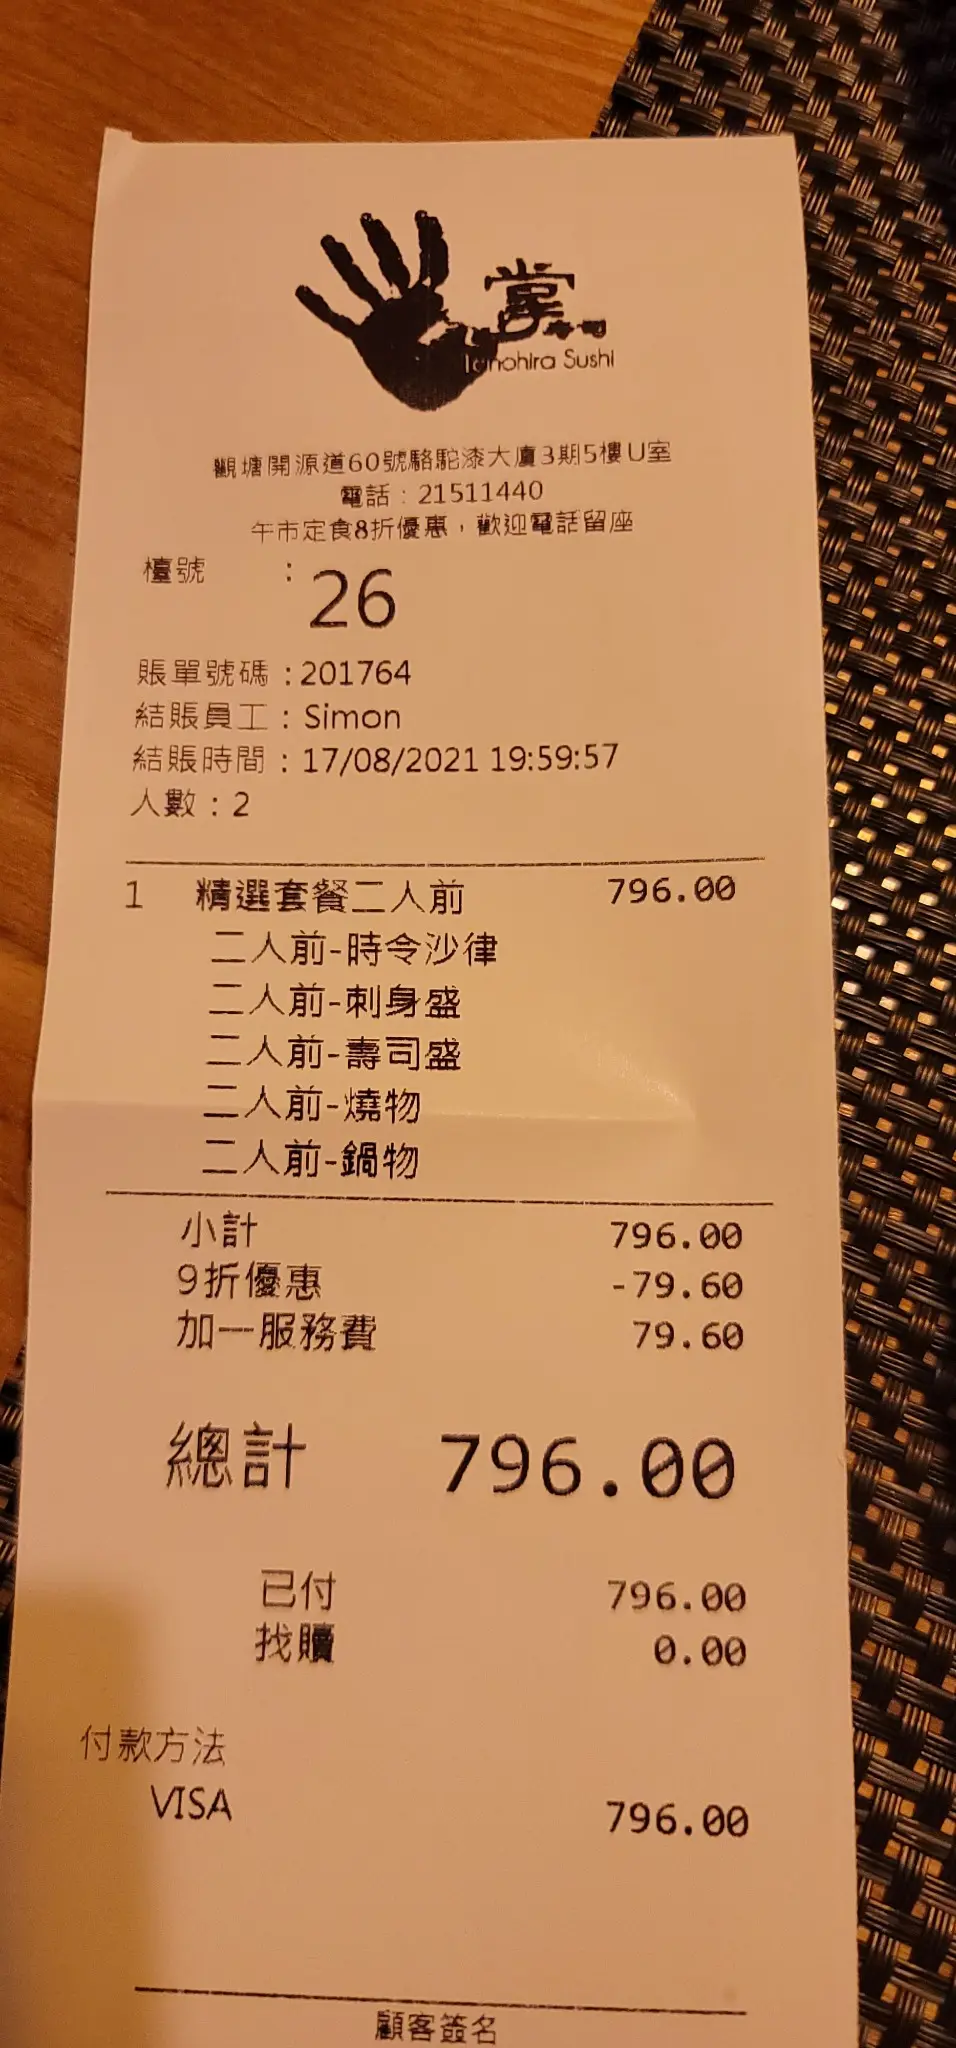 掌
Tanohira Sushi
觀塘開源道60號駱駝漆大廈3期5樓U室
電話：21511440
午市定食8折優惠，歡迎電話留座
檯號 : 26
賬單號碼 : 201764
結賬員工 : Simon
結賬時間 : 17/08/2021 19:59:57
人數 : 2
1 精選套餐二人前 796.00
二人前-時令沙律
二人前-刺身盛
二人前-壽司盛
二人前-燒物
二人前-鍋物
小計 796.00
9折優惠 -79.60
加一服務費 79.60
總計 796.00
已付 796.00
找贖 0.00
付款方法
VISA 796.00
顧客簽名